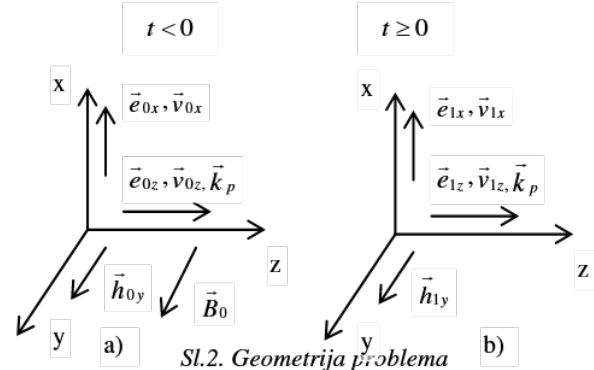 t < 0
t ≥ 0
x
e⃗₀ₓ, v⃗₀ₓ
e⃗₀z, v⃗₀z, k⃗ₚ
z
h⃗₀y
B⃗₀
y
a)
x
e⃗₁ₓ, v⃗₁ₓ
e⃗₁z, v⃗₁z, k⃗ₚ
z
h⃗₁y
y
b)
Sl.2. Geometrija problema